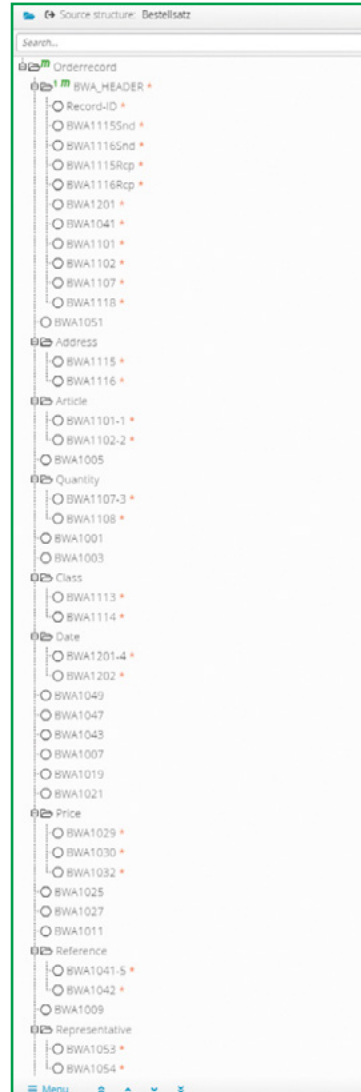 Source structure: Bestellsatz
Search...
m Orderrecord
1 m BWA_HEADER *
Record-ID *
BWA1115Snd *
BWA1116Snd *
BWA1115Rcp *
BWA1116Rcp *
BWA1201 *
BWA1041 *
BWA1101 *
BWA1102 *
BWA1107 *
BWA1118 *
BWA1051
Address
BWA1115 *
BWA1116 *
Article
BWA1101-1 *
BWA1102-2 *
BWA1005
Quantity
BWA1107-3 *
BWA1108 *
BWA1001
BWA1003
Class
BWA1113 *
BWA1114 *
Date
BWA1201-4 *
BWA1202 *
BWA1049
BWA1047
BWA1043
BWA1007
BWA1019
BWA1021
Price
BWA1029 *
BWA1030 *
BWA1032 *
BWA1025
BWA1027
BWA1011
Reference
BWA1041-5 *
BWA1042 *
BWA1009
Representative
BWA1053 *
BWA1054 *
Menu